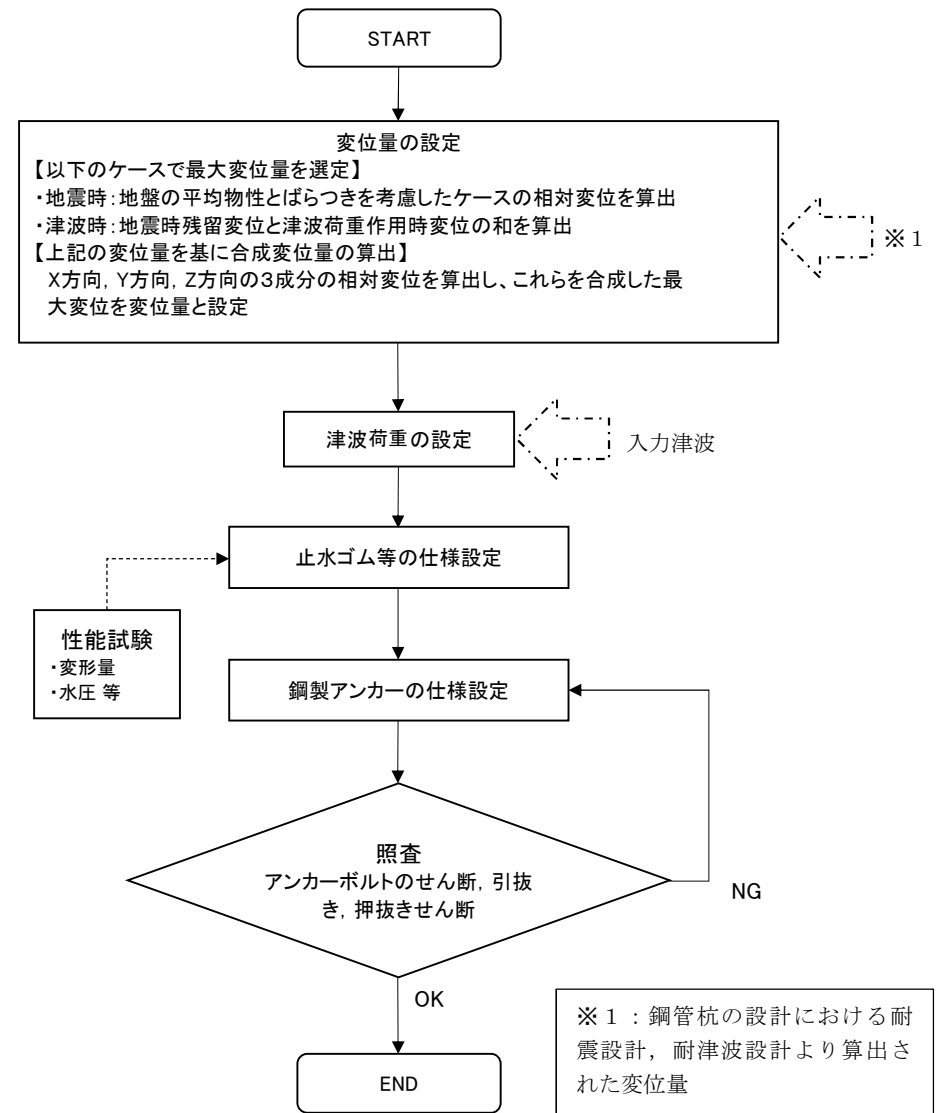 START
変位量の設定
【以下のケースで最大変位量を選定】
・地震時：地盤の平均物性とばらつきを考慮したケースの相対変位を算出
・津波時：地震時残留変位と津波荷重作用時変位の和を算出
【上記の変位量を基に合成変位量の算出】
X方向，Y方向，Z方向の3成分の相対変位を算出し、これらを合成した最
大変位を変位量と設定
※１
津波荷重の設定
入力津波
止水ゴム等の仕様設定
性能試験
・変形量
・水圧 等
鋼製アンカーの仕様設定
照査
アンカーボルトのせん断，引抜
き，押抜きせん断
NG
OK
END
※１：鋼管杭の設計における耐
震設計，耐津波設計より算出さ
れた変位量